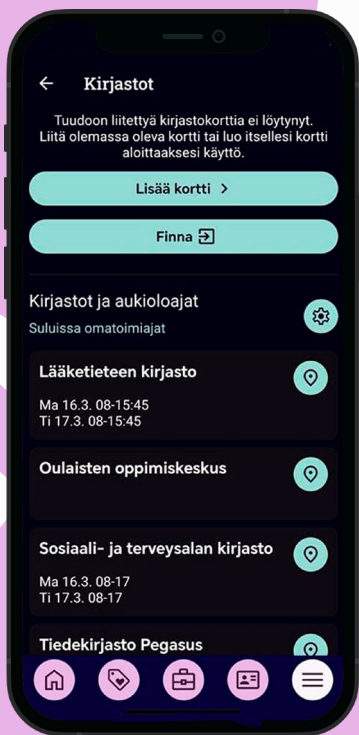 Kirjastot
Tuudoon liitettyä kirjastokorttia ei löytynyt.
Liitä olemassa oleva kortti tai luo itsellesi kortti
aloittaaksesi käyttö.
Lisää kortti >
Finna
Kirjastot ja aukioloajat
Suluissa omatoimiajat
Lääketieteen kirjasto
Ma 16.3. 08-15:45
Ti 17.3. 08-15:45
Oulaisten oppimiskeskus
Sosiaali- ja terveysalan kirjasto
Ma 16.3. 08-17
Ti 17.3. 08-17
Tiedekirjasto Pegasus